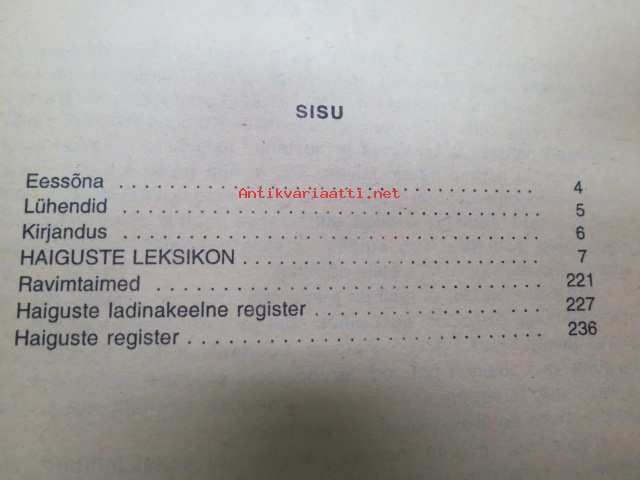 SISU
Eessõna . . . . . . . . . . . . . . . . . . . . . . . . . . . . . . 4
Antikvariaatti.net
Lühendid . . . . . . . . . . . . . . . . . . . . . . . . . . . . . . 5
Kirjandus . . . . . . . . . . . . . . . . . . . . . . . . . . . . . . 6
HAIGUSTE LEKSIKON . . . . . . . . . . . . . . . . . . . . . . 7
Ravimtaimed . . . . . . . . . . . . . . . . . . . . . . . . . . . 221
Haiguste ladinakeelne register . . . . . . . . . . . . . . . 227
Haiguste register . . . . . . . . . . . . . . . . . . . . . . . . 236